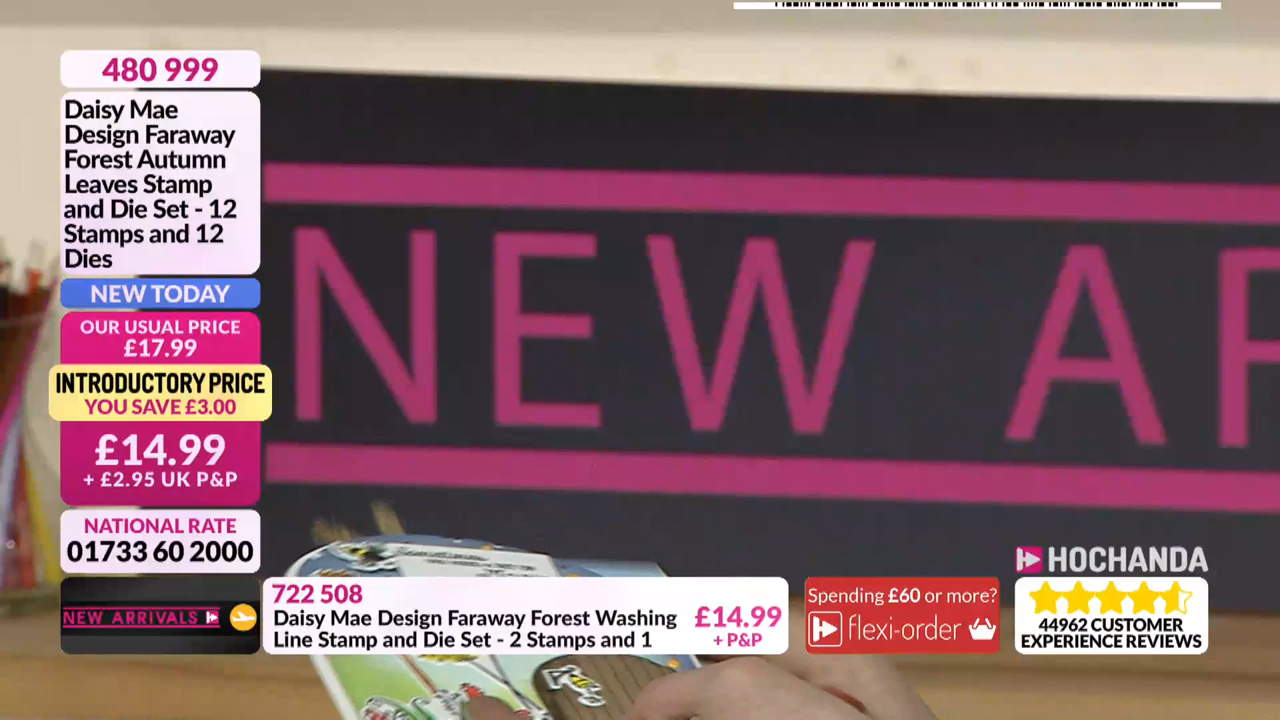 480 999
Daisy Mae
Design Faraway
Forest Autumn
Leaves Stamp
and Die Set - 12
Stamps and 12
Dies
NEW TODAY
OUR USUAL PRICE
£17.99
INTRODUCTORY PRICE
YOU SAVE £3.00
£14.99
+ £2.95 UK P&P
NATIONAL RATE
01733 60 2000
NEW AR
NEW ARRIVALS
722 508
Daisy Mae Design Faraway Forest Washing
Line Stamp and Die Set - 2 Stamps and 1
£14.99
+ P&P
Spending £60 or more?
flexi-order
HOCHANDA
44962 CUSTOMER
EXPERIENCE REVIEWS